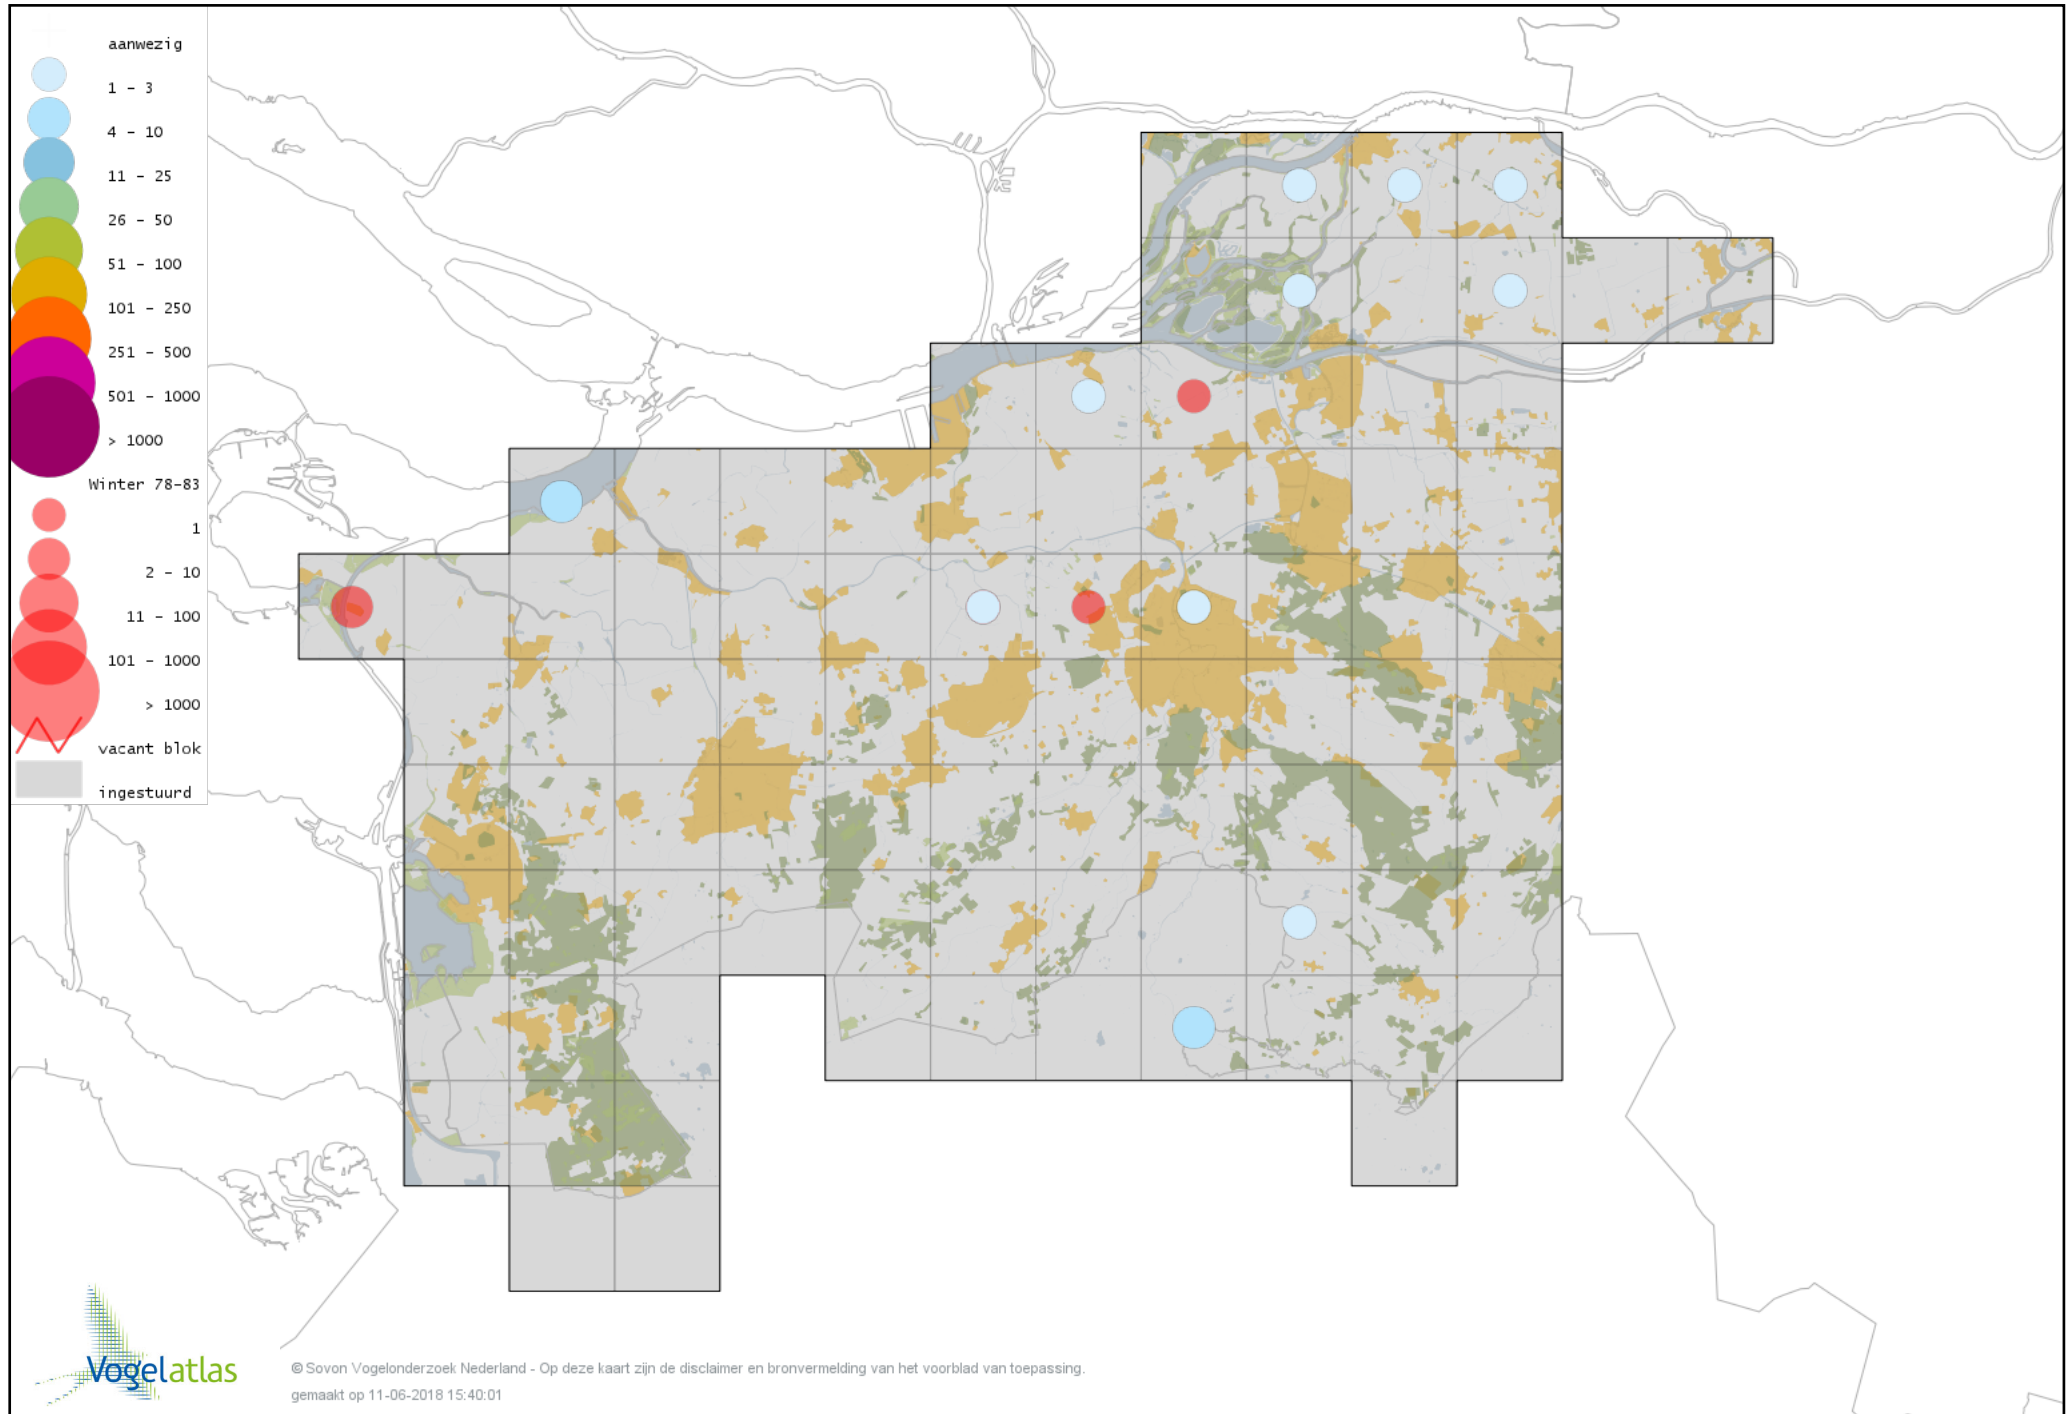 aanwezig
1 - 3
4 - 10
11 - 25
26 - 50
51 - 100
101 - 250
251 - 500
501 - 1000
> 1000
Winter 78-83
1
2 - 10
11 - 100
101 - 1000
> 1000
vacant blok
ingestuurd
Vogelatlas
© Sovon Vogelonderzoek Nederland - Op deze kaart zijn de disclaimer en bronvermelding van het voorblad van toepassing.
gemaakt op 11-06-2018 15:40:01